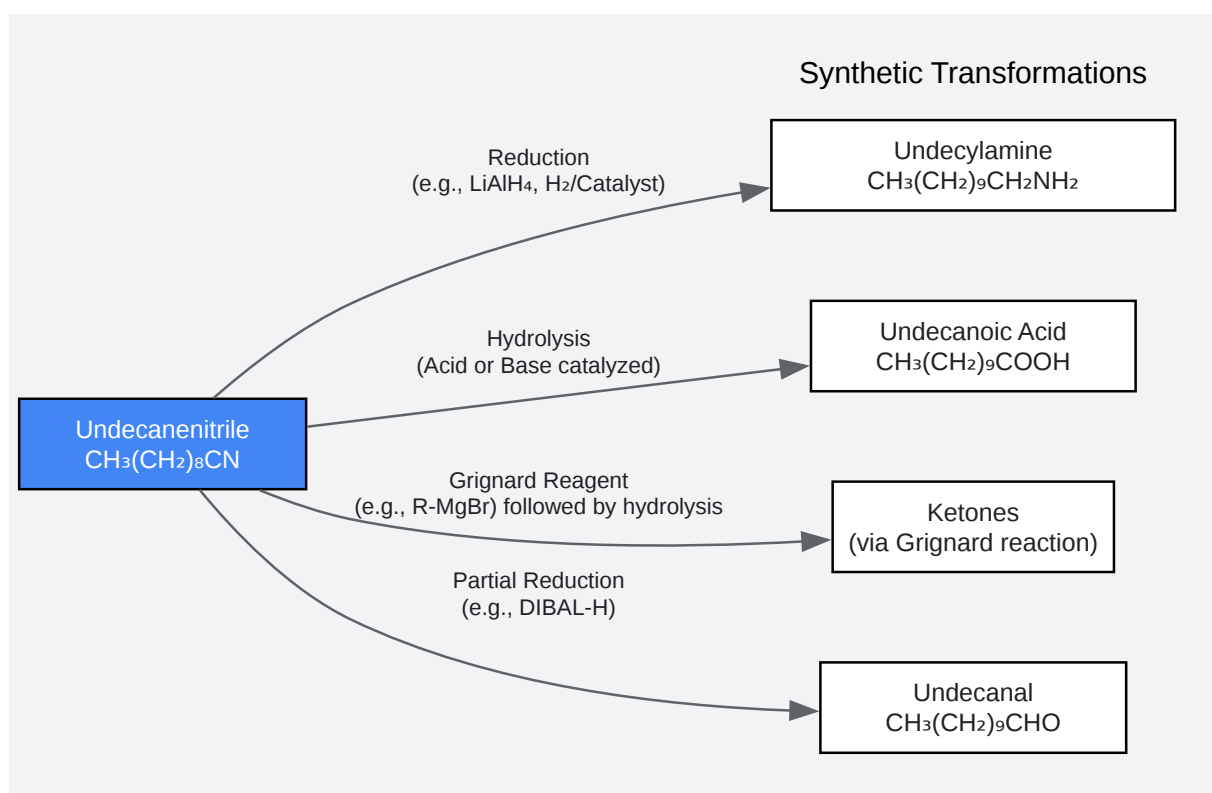 Synthetic Transformations
Reduction
(e.g., LiAlH₄, H₂/Catalyst)
Undecylamine
CH₃(CH₂)₉CH₂NH₂
Hydrolysis
(Acid or Base catalyzed)
Undecanoic Acid
CH₃(CH₂)₉COOH
Undecanenitrile
CH₃(CH₂)₈CN
Grignard Reagent
(e.g., R-MgBr) followed by hydrolysis
Ketones
(via Grignard reaction)
Partial Reduction
(e.g., DIBAL-H)
Undecanal
CH₃(CH₂)₉CHO